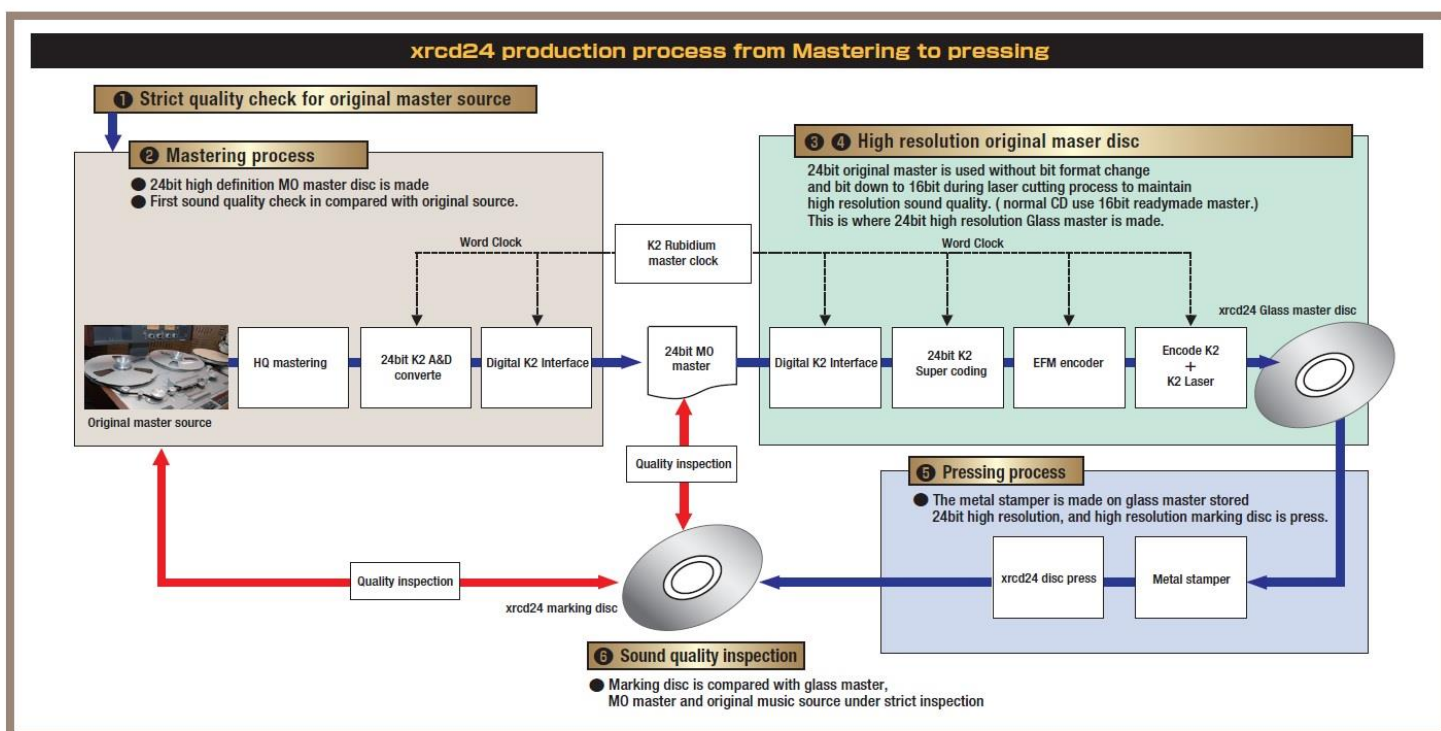 xrcd24 production process from Mastering to pressing
❶ Strict quality check for original master source
❷ Mastering process
● 24bit high definition MO master disc is made
● First sound quality check in compared with original source.
❸ ❹ High resolution original maser disc
24bit original master is used without bit format change
and bit down to 16bit during laser cutting process to maintain
high resolution sound quality. ( normal CD use 16bit readymade master.)
This is where 24bit high resolution Glass master is made.
Word Clock
K2 Rubidium
master clock
Word Clock
xrcd24 Glass master disc
HQ mastering
24bit K2 A&D
converte
Digital K2 Interface
24bit MO
master
Digital K2 Interface
24bit K2
Super coding
EFM encoder
Encode K2
+
K2 Laser
Original master source
Quality inspection
❺ Pressing process
● The metal stamper is made on glass master stored
24bit high resolution, and high resolution marking disc is press.
xrcd24 disc press
Metal stamper
Quality inspection
xrcd24 marking disc
❻ Sound quality inspection
● Marking disc is compared with glass master,
MO master and original music source under strict inspection